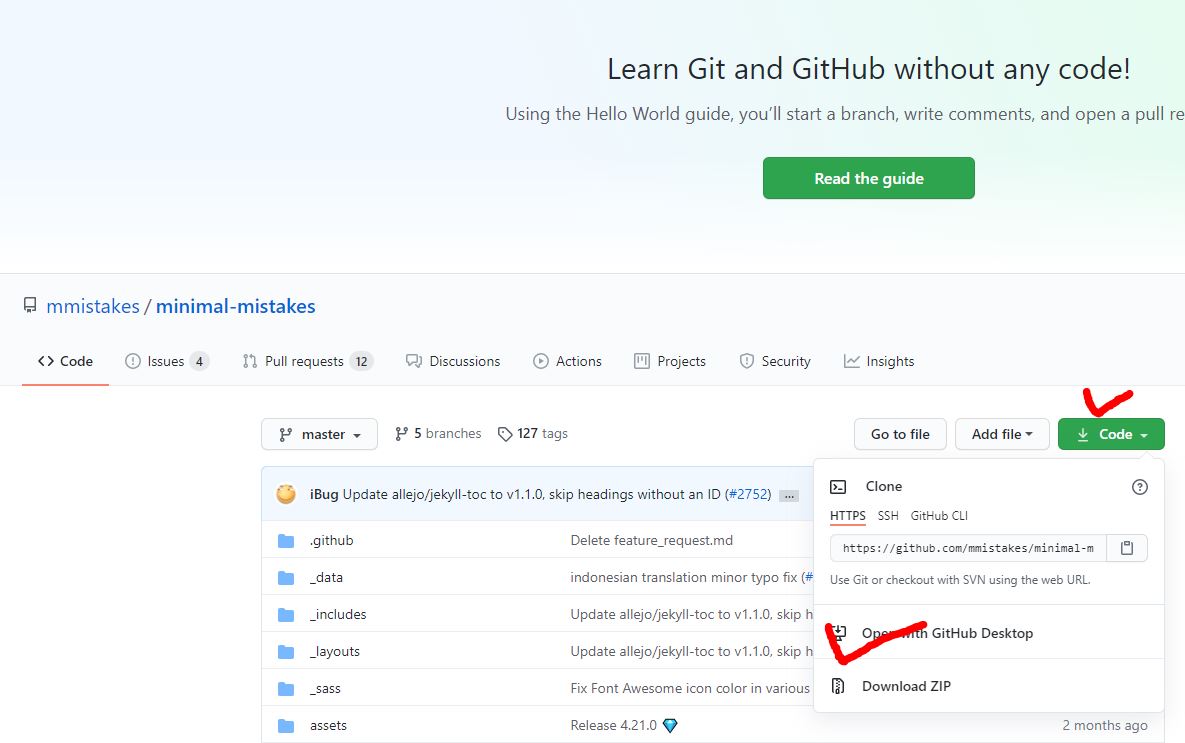 Learn Git and GitHub without any code!
Using the Hello World guide, you’ll start a branch, write comments, and open a pull re
Read the guide
mmistakes / minimal-mistakes
Code Issues 4 Pull requests 12 Discussions Actions Projects Security Insights
master 5 branches 127 tags Go to file Add file Code
iBug Update allejo/jekyll-toc to v1.1.0, skip headings without an ID (#2752) ...
Clone
HTTPS SSH GitHub CLI
https://github.com/mmistakes/minimal-m
Use Git or checkout with SVN using the web URL.
Open with GitHub Desktop
Download ZIP
.github Delete feature_request.md
_data indonesian translation minor typo fix (#
_includes Update allejo/jekyll-toc to v1.1.0, skip h
_layouts Update allejo/jekyll-toc to v1.1.0, skip h
_sass Fix Font Awesome icon color in various
assets Release 4.21.0 2 months ago